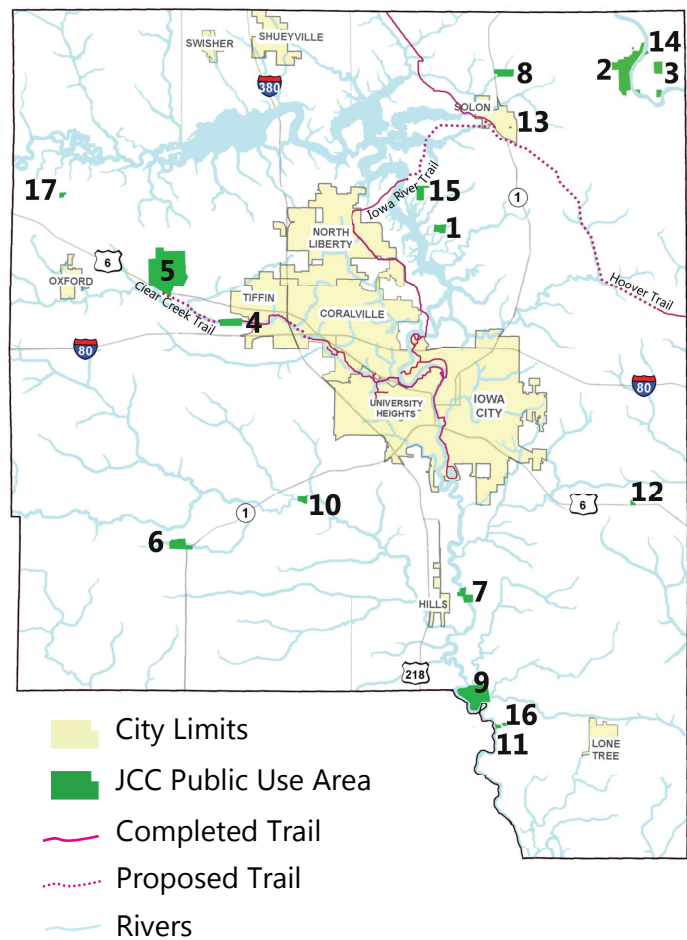 SHUEYVILLE
SWISHER
14
2
3
8
380
SOLON
13
17
15
Iowa River Trail
1
1
NORTH
LIBERTY
6
5
OXFORD
Hoover Trail
TIFFIN
Clear Creek Trail
4
CORALVILLE
80
80
UNIVERSITY
HEIGHTS
IOWA
CITY
12
10
6
1
6
7
HILLS
218
9
16
11
LONE
TREE
City Limits
JCC Public Use Area
Completed Trail
Proposed Trail
Rivers